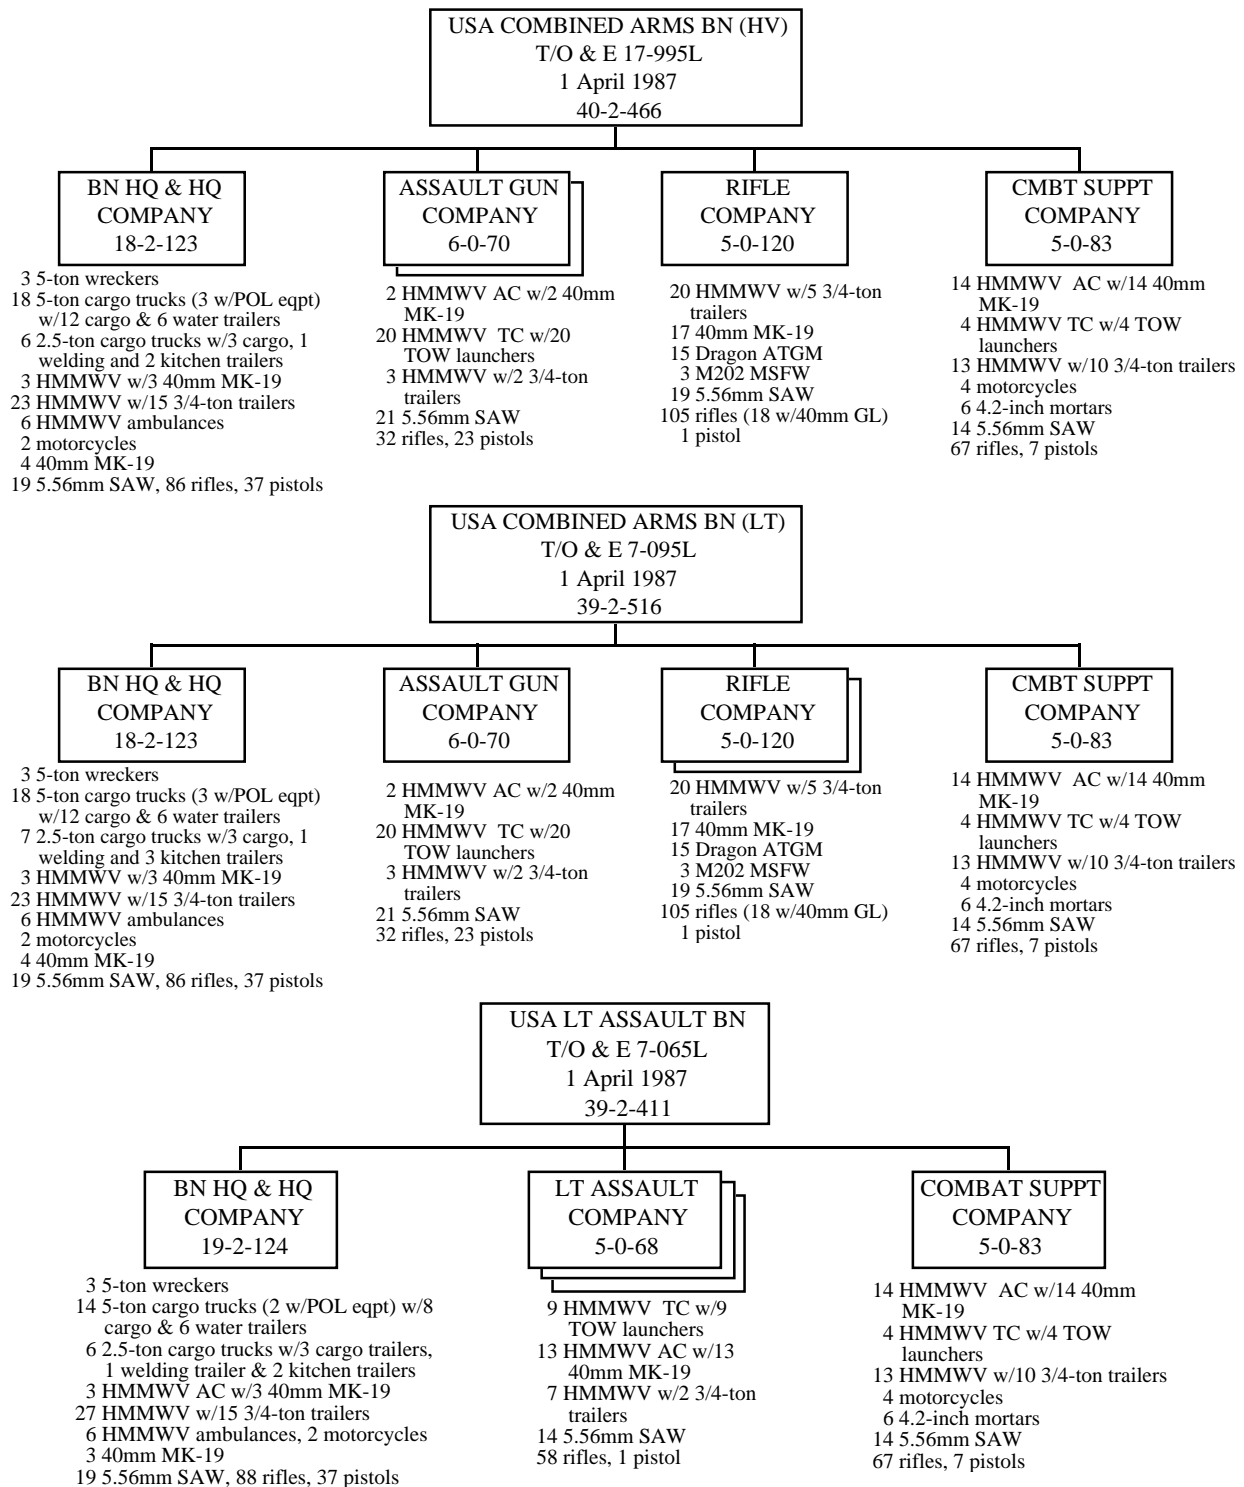 USA COMBINED ARMS BN (HV)
T/O & E 17-995L
1 April 1987
40-2-466
BN HQ & HQ
COMPANY
18-2-123
3 5-ton wreckers
18 5-ton cargo trucks (3 w/POL eqpt)
w/12 cargo & 6 water trailers
6 2.5-ton cargo trucks w/3 cargo, 1
welding and 2 kitchen trailers
3 HMMWV w/3 40mm MK-19
23 HMMWV w/15 3/4-ton trailers
6 HMMWV ambulances
2 motorcycles
4 40mm MK-19
19 5.56mm SAW, 86 rifles, 37 pistols
ASSAULT GUN
COMPANY
6-0-70
2 HMMWV AC w/2 40mm
MK-19
20 HMMWV TC w/20
TOW launchers
3 HMMWV w/2 3/4-ton
trailers
21 5.56mm SAW
32 rifles, 23 pistols
RIFLE
COMPANY
5-0-120
20 HMMWV w/5 3/4-ton
trailers
17 40mm MK-19
15 Dragon ATGM
3 M202 MSFW
19 5.56mm SAW
105 rifles (18 w/40mm GL)
1 pistol
CMBT SUPPT
COMPANY
5-0-83
14 HMMWV AC w/14 40mm
MK-19
4 HMMWV TC w/4 TOW
launchers
13 HMMWV w/10 3/4-ton trailers
4 motorcycles
6 4.2-inch mortars
14 5.56mm SAW
67 rifles, 7 pistols
USA COMBINED ARMS BN (LT)
T/O & E 7-095L
1 April 1987
39-2-516
BN HQ & HQ
COMPANY
18-2-123
3 5-ton wreckers
18 5-ton cargo trucks (3 w/POL eqpt)
w/12 cargo & 6 water trailers
7 2.5-ton cargo trucks w/3 cargo, 1
welding and 3 kitchen trailers
3 HMMWV w/3 40mm MK-19
23 HMMWV w/15 3/4-ton trailers
6 HMMWV ambulances
2 motorcycles
4 40mm MK-19
19 5.56mm SAW, 86 rifles, 37 pistols
ASSAULT GUN
COMPANY
6-0-70
2 HMMWV AC w/2 40mm
MK-19
20 HMMWV TC w/20
TOW launchers
3 HMMWV w/2 3/4-ton
trailers
21 5.56mm SAW
32 rifles, 23 pistols
RIFLE
COMPANY
5-0-120
20 HMMWV w/5 3/4-ton
trailers
17 40mm MK-19
15 Dragon ATGM
3 M202 MSFW
19 5.56mm SAW
105 rifles (18 w/40mm GL)
1 pistol
CMBT SUPPT
COMPANY
5-0-83
14 HMMWV AC w/14 40mm
MK-19
4 HMMWV TC w/4 TOW
launchers
13 HMMWV w/10 3/4-ton trailers
4 motorcycles
6 4.2-inch mortars
14 5.56mm SAW
67 rifles, 7 pistols
USA LT ASSAULT BN
T/O & E 7-065L
1 April 1987
39-2-411
BN HQ & HQ
COMPANY
19-2-124
3 5-ton wreckers
14 5-ton cargo trucks (2 w/POL eqpt) w/8
cargo & 6 water trailers
6 2.5-ton cargo trucks w/3 cargo trailers,
1 welding trailer & 2 kitchen trailers
3 HMMWV AC w/3 40mm MK-19
27 HMMWV w/15 3/4-ton trailers
6 HMMWV ambulances, 2 motorcycles
3 40mm MK-19
19 5.56mm SAW, 88 rifles, 37 pistols
LT ASSAULT
COMPANY
5-0-68
9 HMMWV TC w/9
TOW launchers
13 HMMWV AC w/13
40mm MK-19
7 HMMWV w/2 3/4-ton
trailers
14 5.56mm SAW
58 rifles, 1 pistol
COMBAT SUPPT
COMPANY
5-0-83
14 HMMWV AC w/14 40mm
MK-19
4 HMMWV TC w/4 TOW
launchers
13 HMMWV w/10 3/4-ton trailers
4 motorcycles
6 4.2-inch mortars
14 5.56mm SAW
67 rifles, 7 pistols